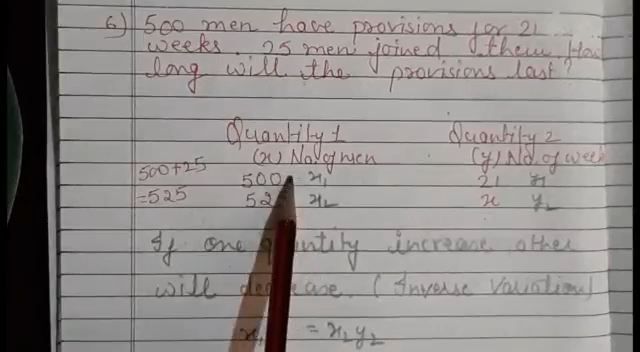 6) 500 men have provisions for 21
weeks. 25 men joined them. How
long will the provisions last?
Quantity 1 Quantity 2
(x) No. of men (y) No. of week
500+25
=525
500 x₁ 21 y₁
525 x₂ x y₂
If one quantity increase other
will decrease. (Inverse Variation)
x₁ = x₂y₂